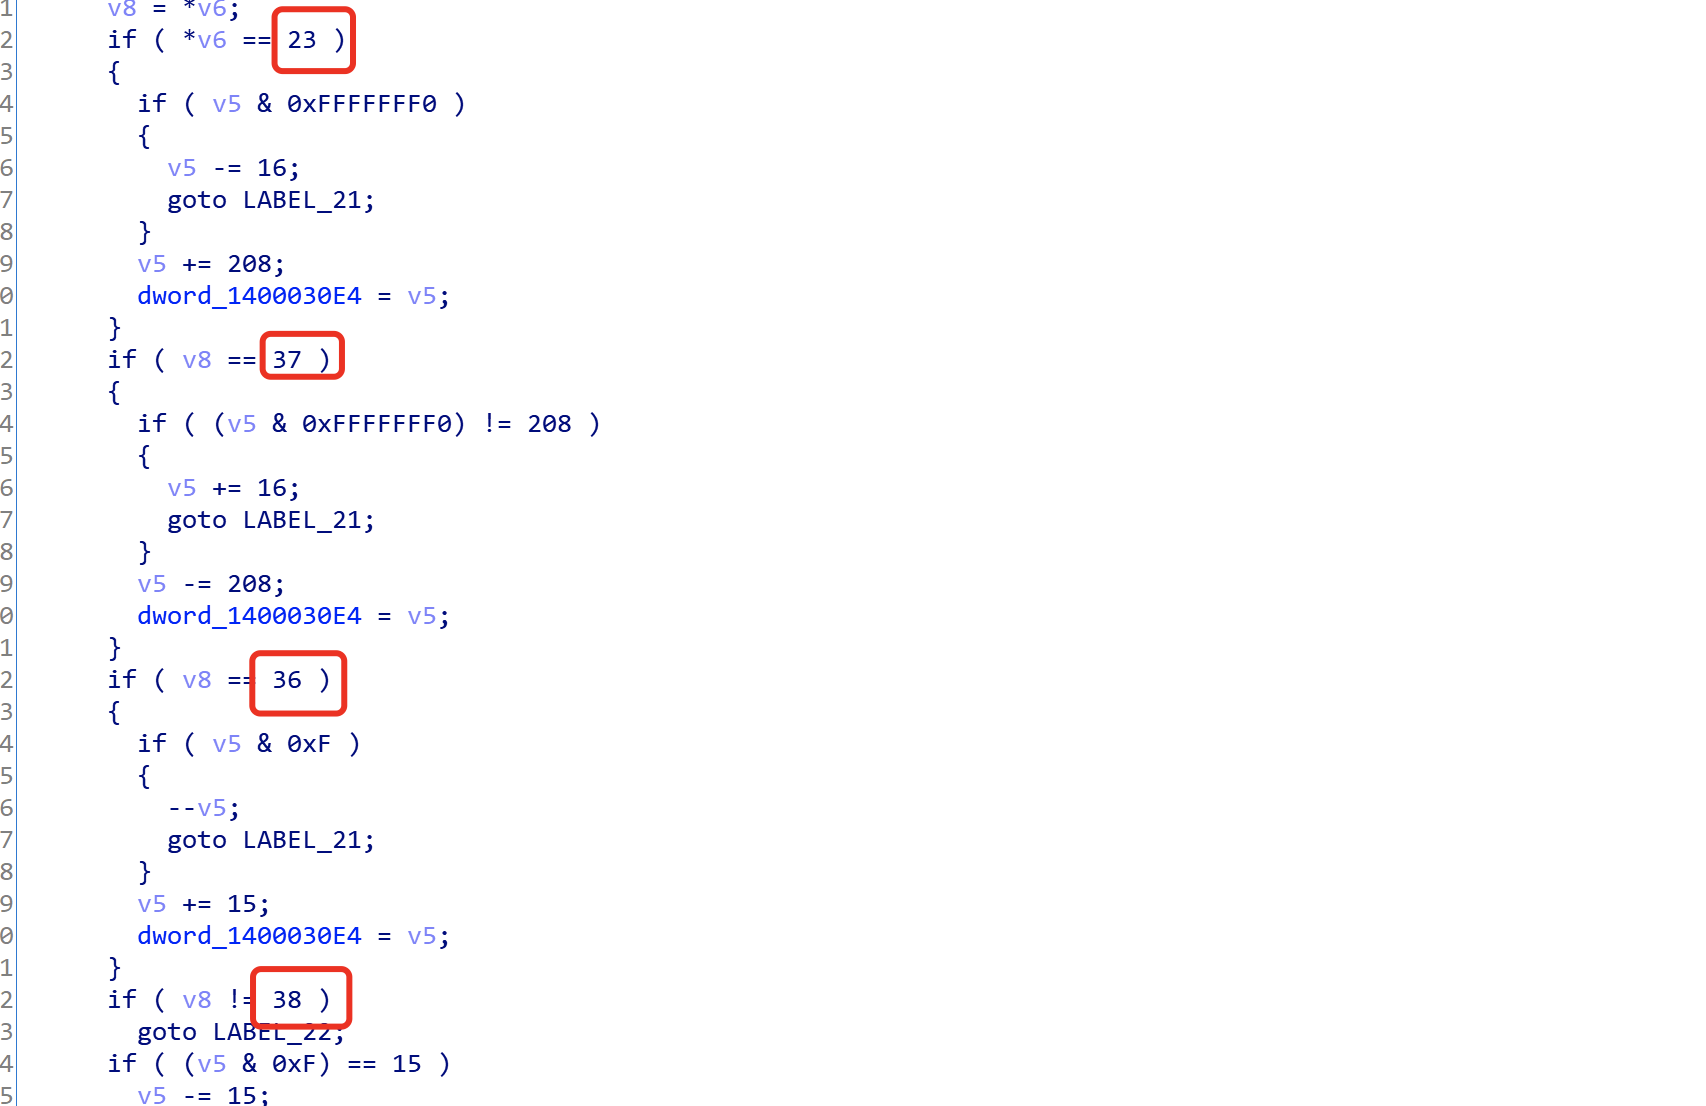 1 v8 = *v6;
2 if ( *v6 == 23 )
3 {
4 if ( v5 & 0xFFFFFFF0 )
5 {
6 v5 -= 16;
7 goto LABEL_21;
8 }
9 v5 += 208;
0 dword_1400030E4 = v5;
1 }
2 if ( v8 == 37 )
3 {
4 if ( (v5 & 0xFFFFFFF0) != 208 )
5 {
6 v5 += 16;
7 goto LABEL_21;
8 }
9 v5 -= 208;
0 dword_1400030E4 = v5;
1 }
2 if ( v8 == 36 )
3 {
4 if ( v5 & 0xF )
5 {
6 --v5;
7 goto LABEL_21;
8 }
9 v5 += 15;
0 dword_1400030E4 = v5;
1 }
2 if ( v8 != 38 )
3 goto LABEL_22;
4 if ( (v5 & 0xF) == 15 )
5 v5 -= 15;